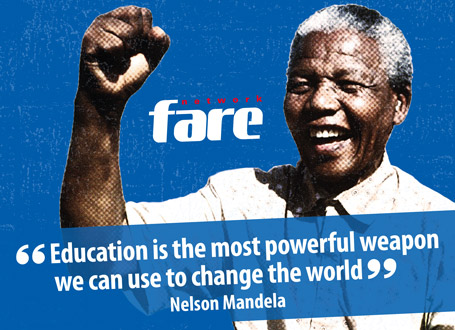 network
fare
“Education is the most powerful weapon
we can use to change the world”
Nelson Mandela